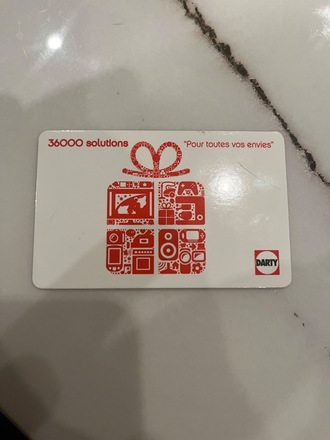 36000 solutions
"Pour toutes vos envies"
DARTY